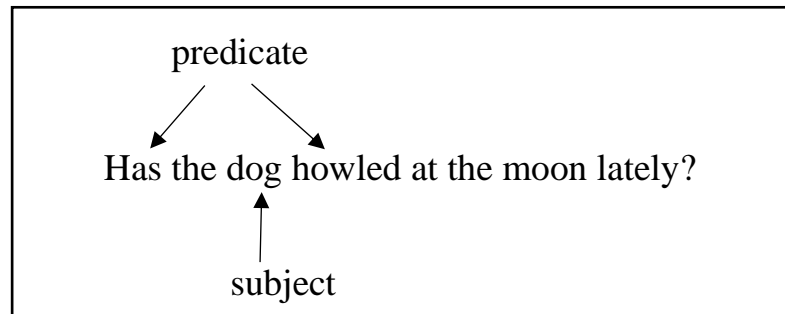 predicate
Has the dog howled at the moon lately?
subject